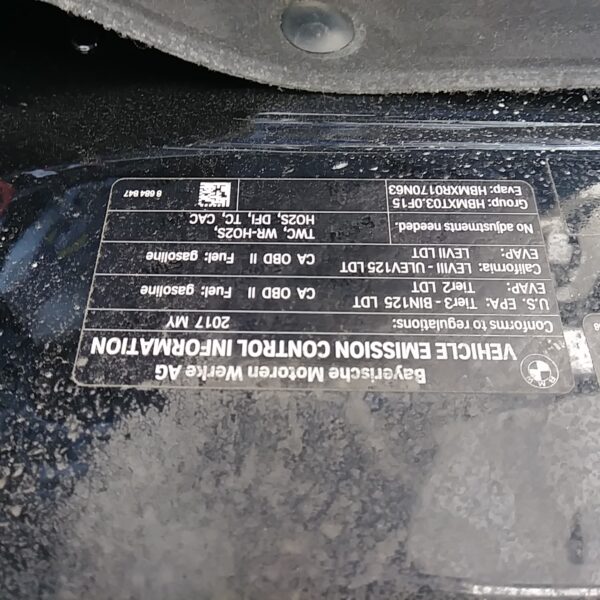 BMW
Bayerische Motoren Werke AG
VEHICLE EMISSION CONTROL INFORMATION
Conforms to regulations: 2017 MY
U.S. EPA: Tier3 - BIN125 LDT CA OBD II Fuel: gasoline
EVAP: Tier2 LDT
California: LEVIII - ULEV125 LDT CA OBD II Fuel: gasoline
EVAP: LEVII LDT
No adjustments needed. TWC, WR-HO2S,
HO2S, DFI, TC, CAC
Group: HBMXT03.0F15
Evap: HBMXR0170N63 8 684 847